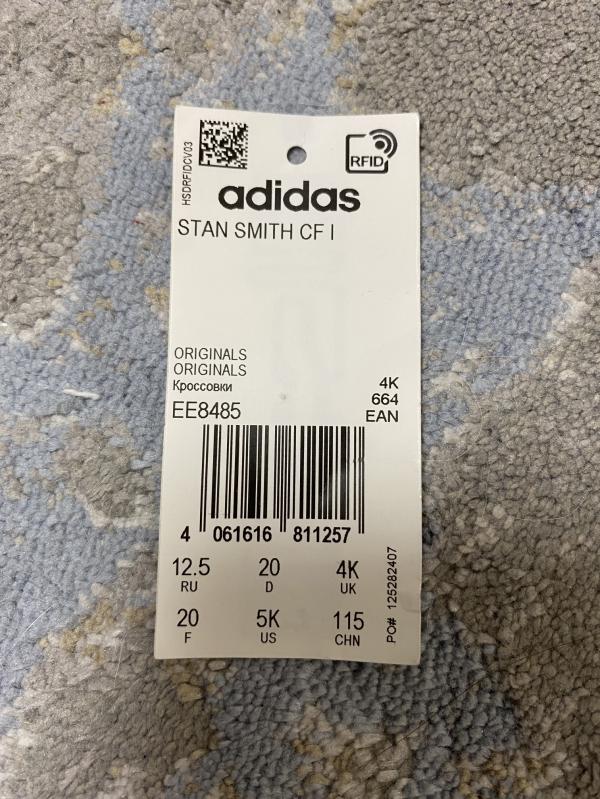 HSDRFIDCV03
RFID
adidas
STAN SMITH CF I
ORIGINALS
ORIGINALS
Кроссовки
EE8485
4K
664
EAN
4 061616 811257
12.5 20 4K
RU D UK
20 5K 115
F US CHN
PO# 125282407